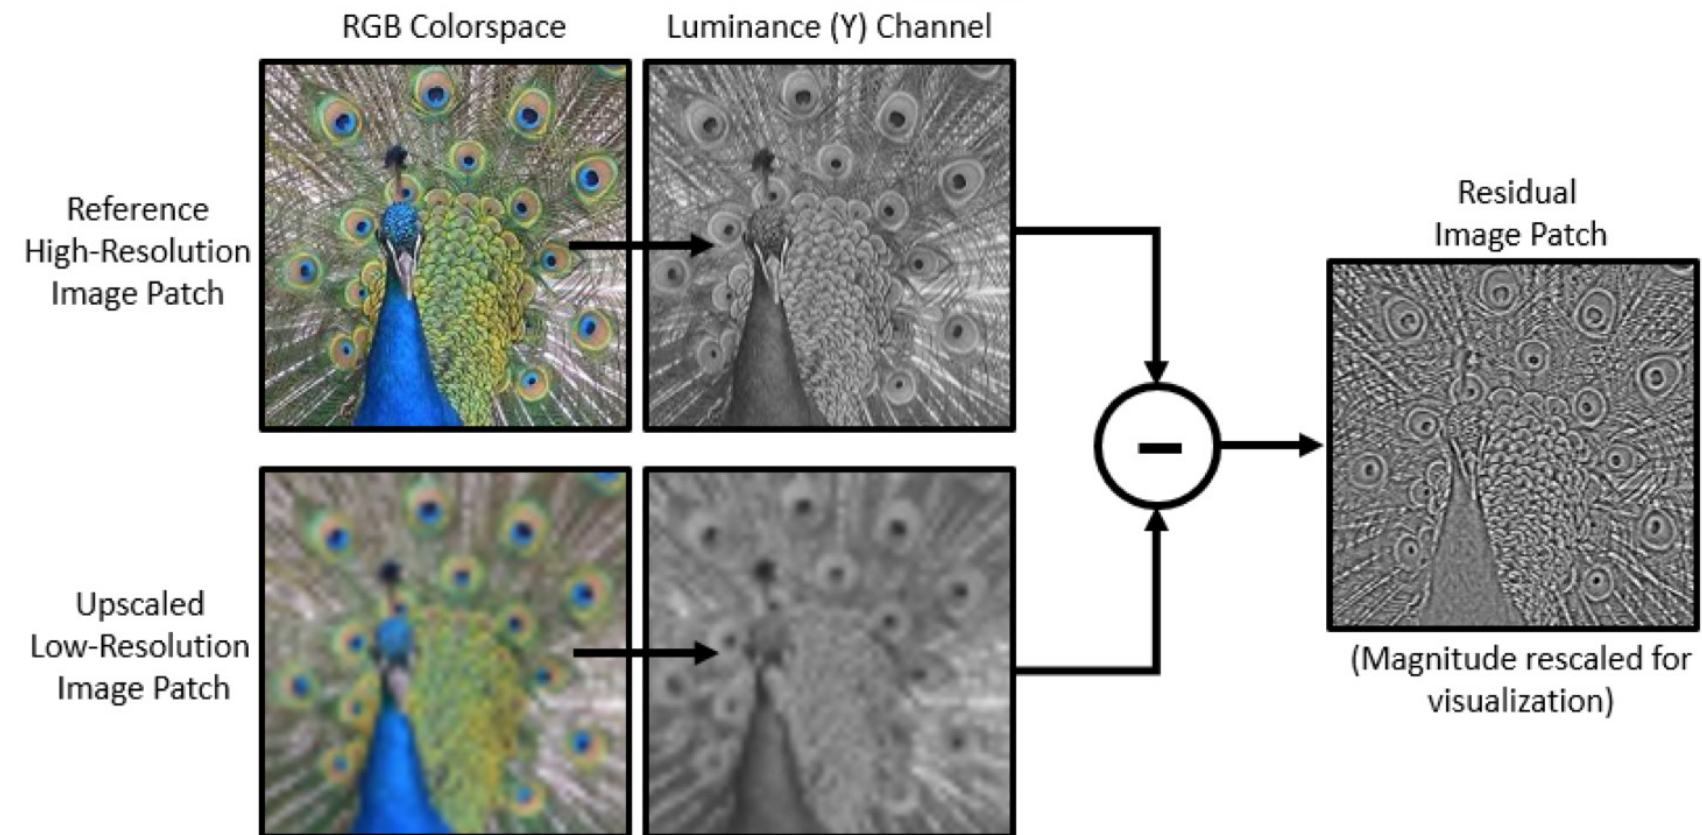 RGB Colorspace
Luminance (Y) Channel
Reference
High-Resolution
Image Patch
Upscaled
Low-Resolution
Image Patch
Residual
Image Patch
(Magnitude rescaled for
visualization)